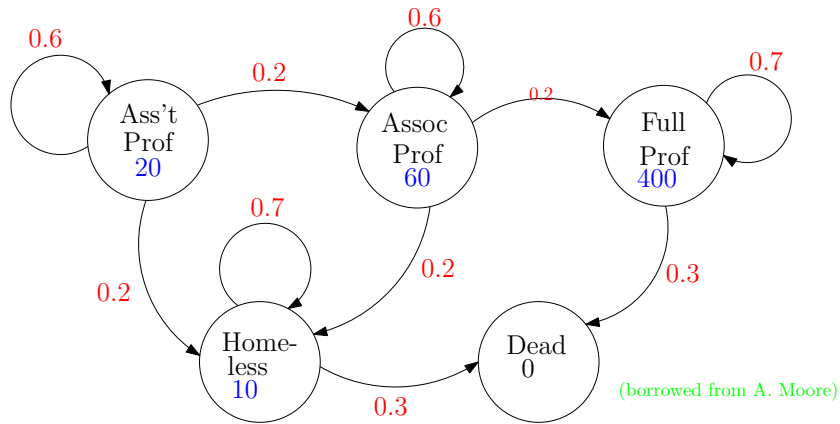 0.6
0.6
0.2
0.2
0.7
Ass't
Prof
20
Assoc
Prof
60
Full
Prof
400
0.7
0.2
0.2
0.3
Home-
less
10
Dead
0
0.3
(borrowed from A. Moore)